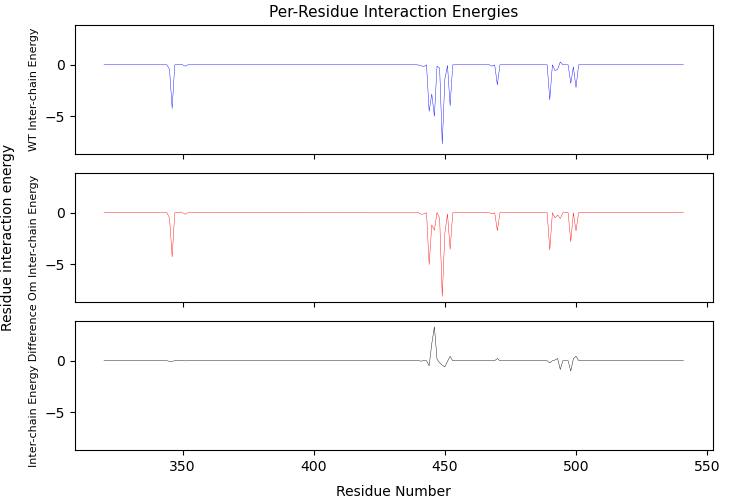 Per-Residue Interaction Energies
Residue interaction energy
WT Inter-chain Energy
0
−5
Om Inter-chain Energy
0
−5
Inter-chain Energy Difference
0
−5
350
400
450
500
550
Residue Number